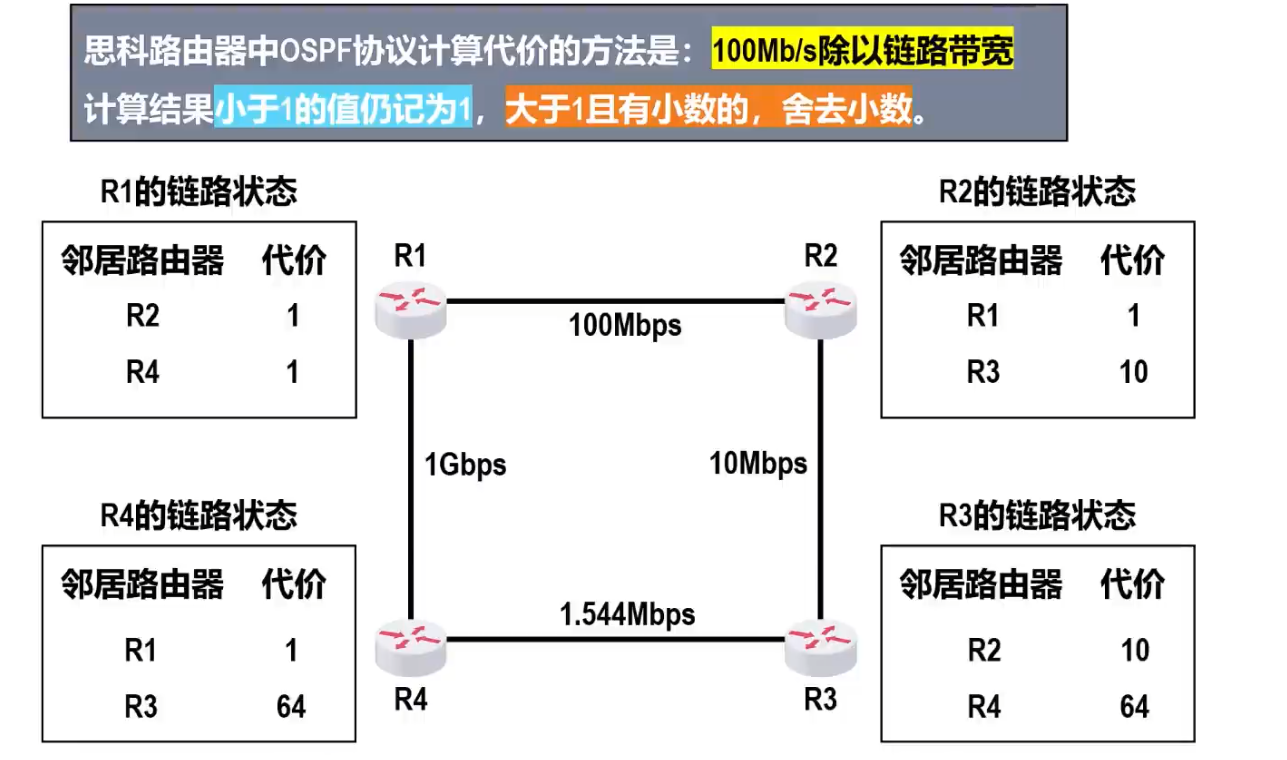 思科路由器中OSPF协议计算代价的方法是：100Mb/s除以链路带宽
计算结果小于1的值仍记为1，大于1且有小数的，舍去小数。
R1的链路状态
邻居路由器 代价
R2 1
R4 1
R2的链路状态
邻居路由器 代价
R1 1
R3 10
R1
R2
100Mbps
1Gbps
10Mbps
1.544Mbps
R4
R3
R4的链路状态
邻居路由器 代价
R1 1
R3 64
R3的链路状态
邻居路由器 代价
R2 10
R4 64